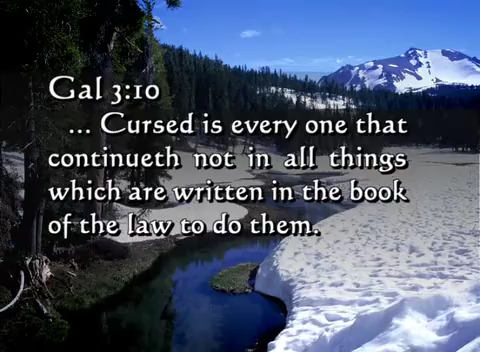 Gal 3:10
... Cursed is every one that
continueth not in all things
which are written in the book
of the law to do them.